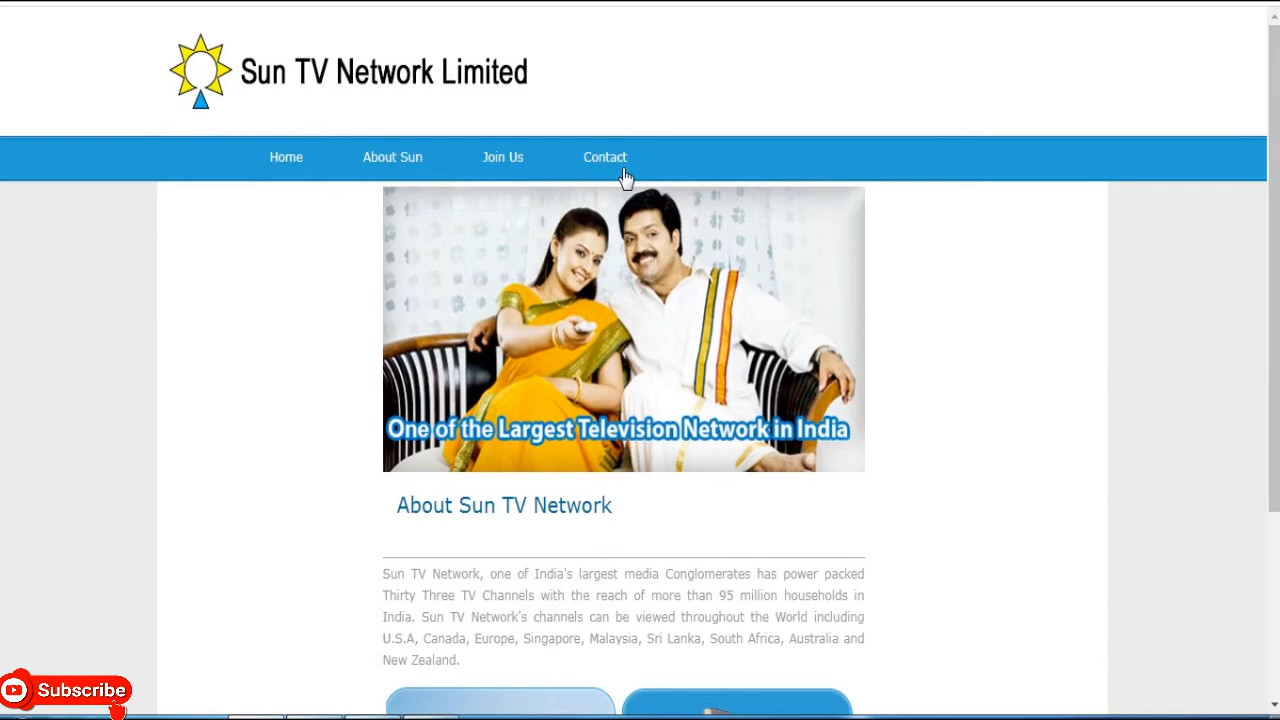 Sun TV Network Limited
Home About Sun Join Us Contact
One of the Largest Television Network in India
About Sun TV Network
Sun TV Network, one of India's largest media Conglomerates has power packed
Thirty Three TV Channels with the reach of more than 95 million households in
India. Sun TV Network's channels can be viewed throughout the World including
U.S.A, Canada, Europe, Singapore, Malaysia, Sri Lanka, South Africa, Australia and
New Zealand.
Subscribe